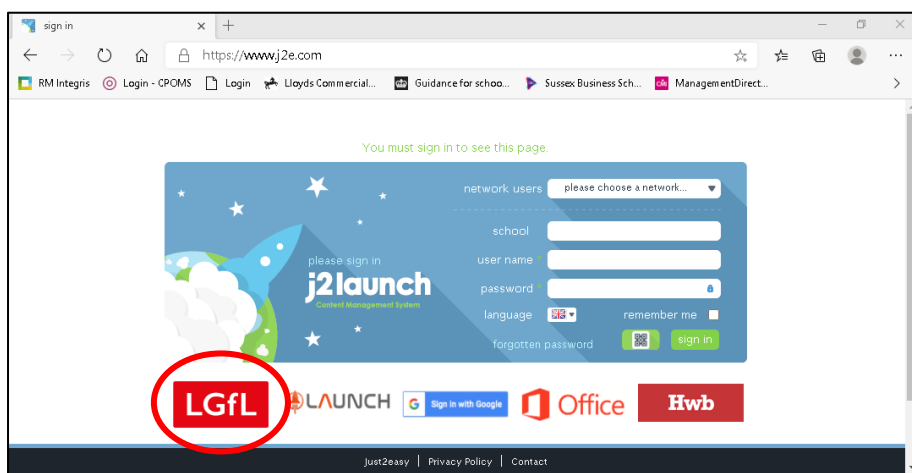 sign in
https://www.j2e.com
RM Integris Login - CPOMS Login Lloyds Commercial... Guidance for schoo... Sussex Business Sch... CMI ManagementDirect...
You must sign in to see this page.
network users please choose a network...
school
please sign in user name *
j2launch password *
Content Management System
language remember me
forgotten password sign in
LGfL LAUNCH G Sign in with Google Office Hwb
Just2easy | Privacy Policy | Contact